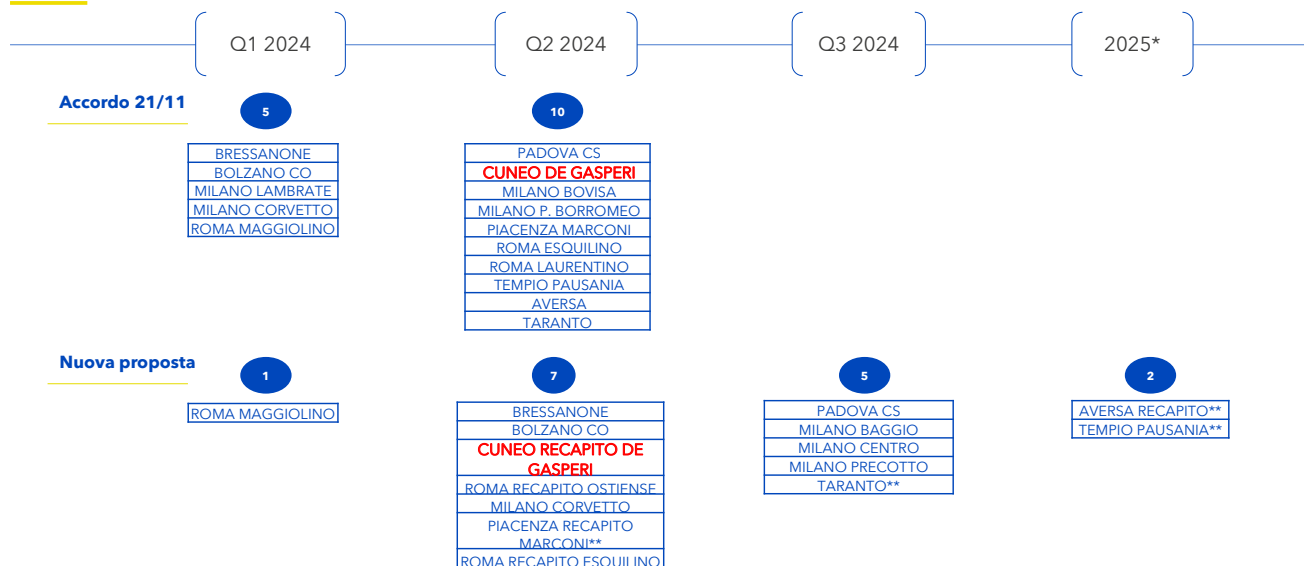 Q1 2024
Q2 2024
Q3 2024
2025*
Accordo 21/11
5
10
BRESSANONE
BOLZANO CO
MILANO LAMBRATE
MILANO CORVETTO
ROMA MAGGIOLINO
PADOVA CS
CUNEO DE GASPERI
MILANO BOVISA
MILANO P. BORROMEO
PIACENZA MARCONI
ROMA ESQUILINO
ROMA LAURENTINO
TEMPIO PAUSANIA
AVERSA
TARANTO
Nuova proposta
1
7
5
2
ROMA MAGGIOLINO
BRESSANONE
BOLZANO CO
CUNEO RECAPITO DE
GASPERI
ROMA RECAPITO OSTIENSE
MILANO CORVETTO
PIACENZA RECAPITO
MARCONI**
ROMA RECAPITO ESQUILINO
PADOVA CS
MILANO BAGGIO
MILANO CENTRO
MILANO PRECOTTO
TARANTO**
AVERSA RECAPITO**
TEMPIO PAUSANIA**